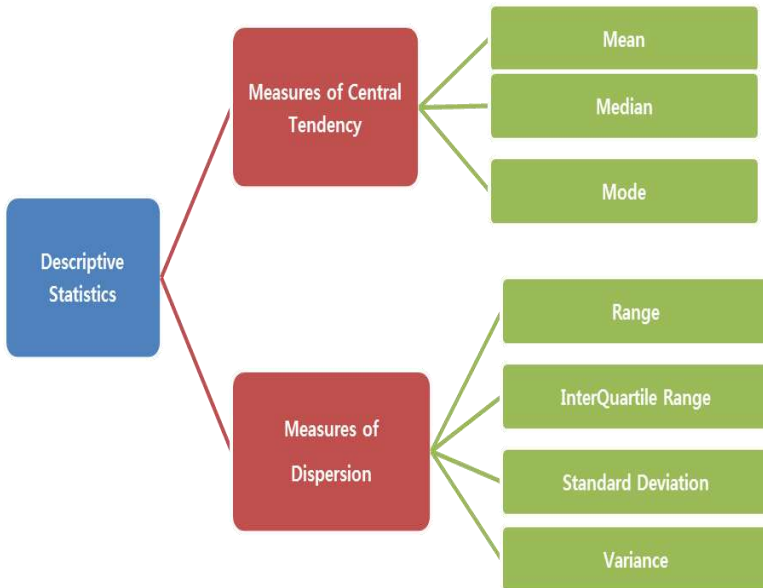 Descriptive
Statistics
Measures of Central
Tendency
Mean
Median
Mode
Measures of
Dispersion
Range
InterQuartile Range
Standard Deviation
Variance